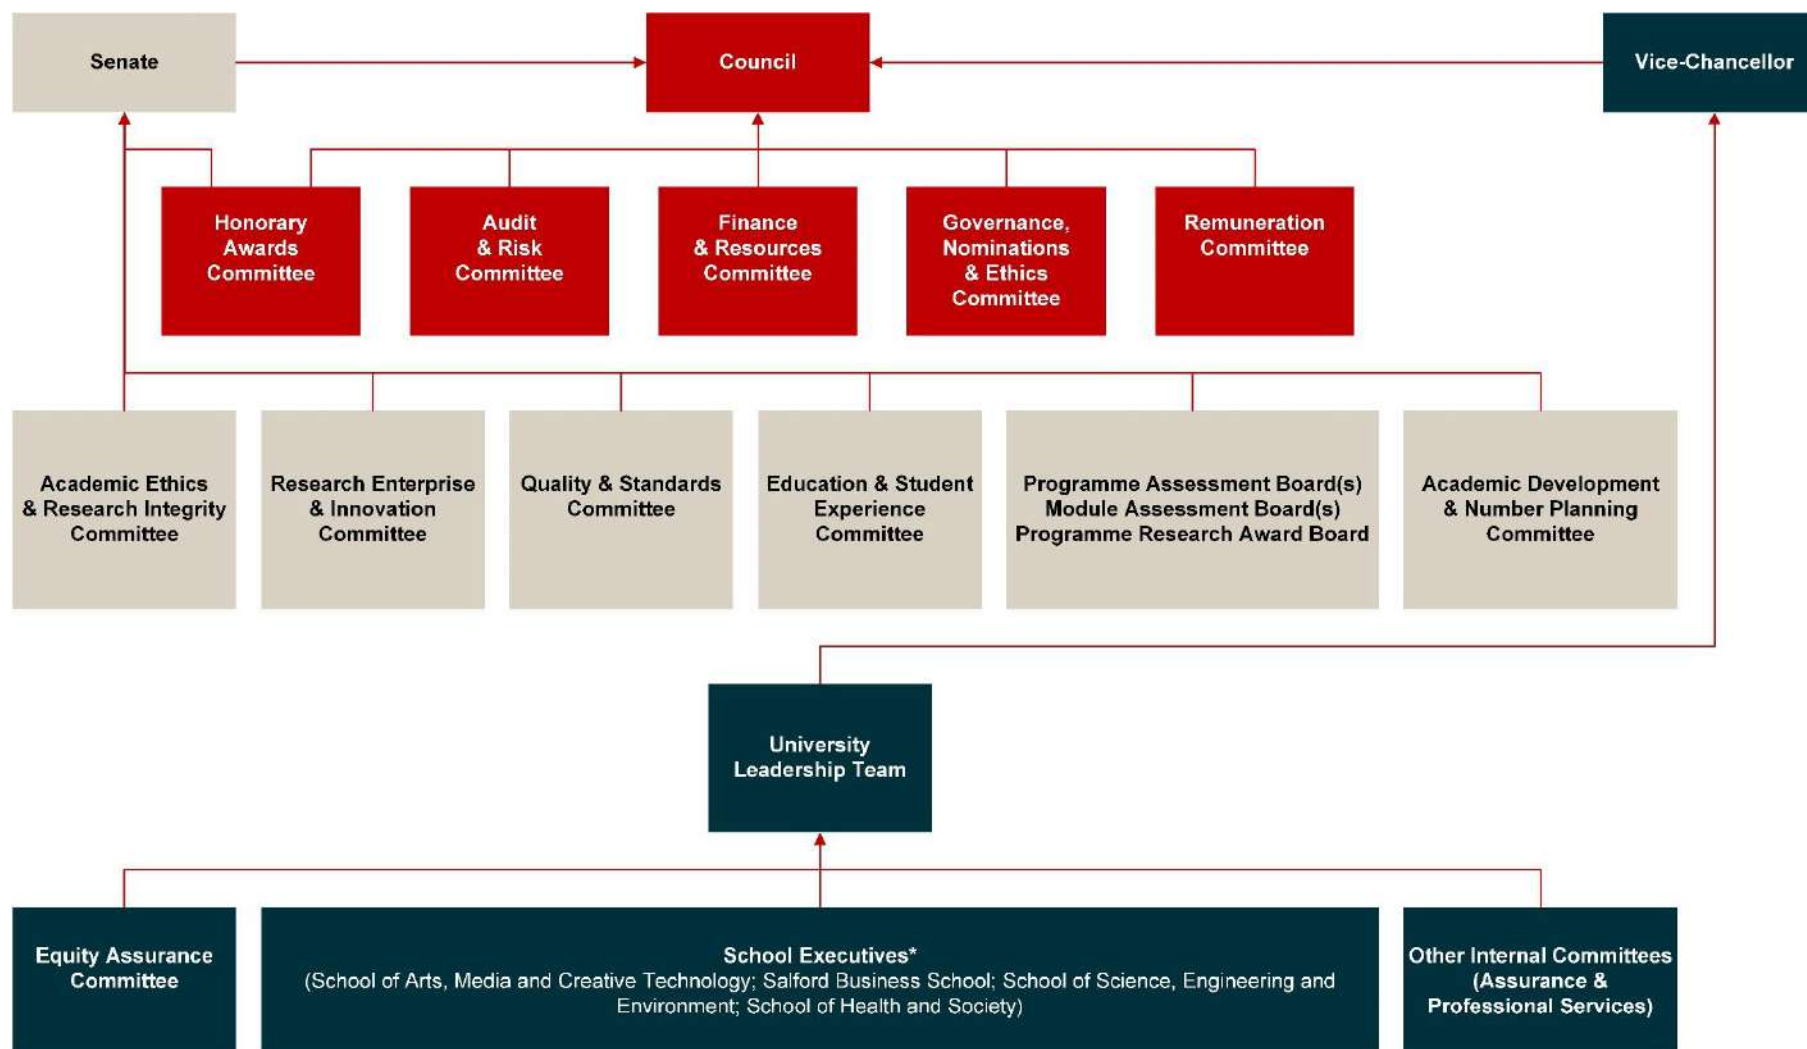 Senate
Council
Vice-Chancellor
Honorary
Awards
Committee
Audit
& Risk
Committee
Finance
& Resources
Committee
Governance,
Nominations
& Ethics
Committee
Remuneration
Committee
Academic Ethics
& Research Integrity
Committee
Research Enterprise
& Innovation
Committee
Quality & Standards
Committee
Education & Student
Experience
Committee
Programme Assessment Board(s)
Module Assessment Board(s)
Programme Research Award Board
Academic Development
& Number Planning
Committee
University
Leadership Team
Equity Assurance
Committee
School Executives*
(School of Arts, Media and Creative Technology; Salford Business School; School of Science, Engineering and
Environment; School of Health and Society)
Other Internal Committees
(Assurance &
Professional Services)